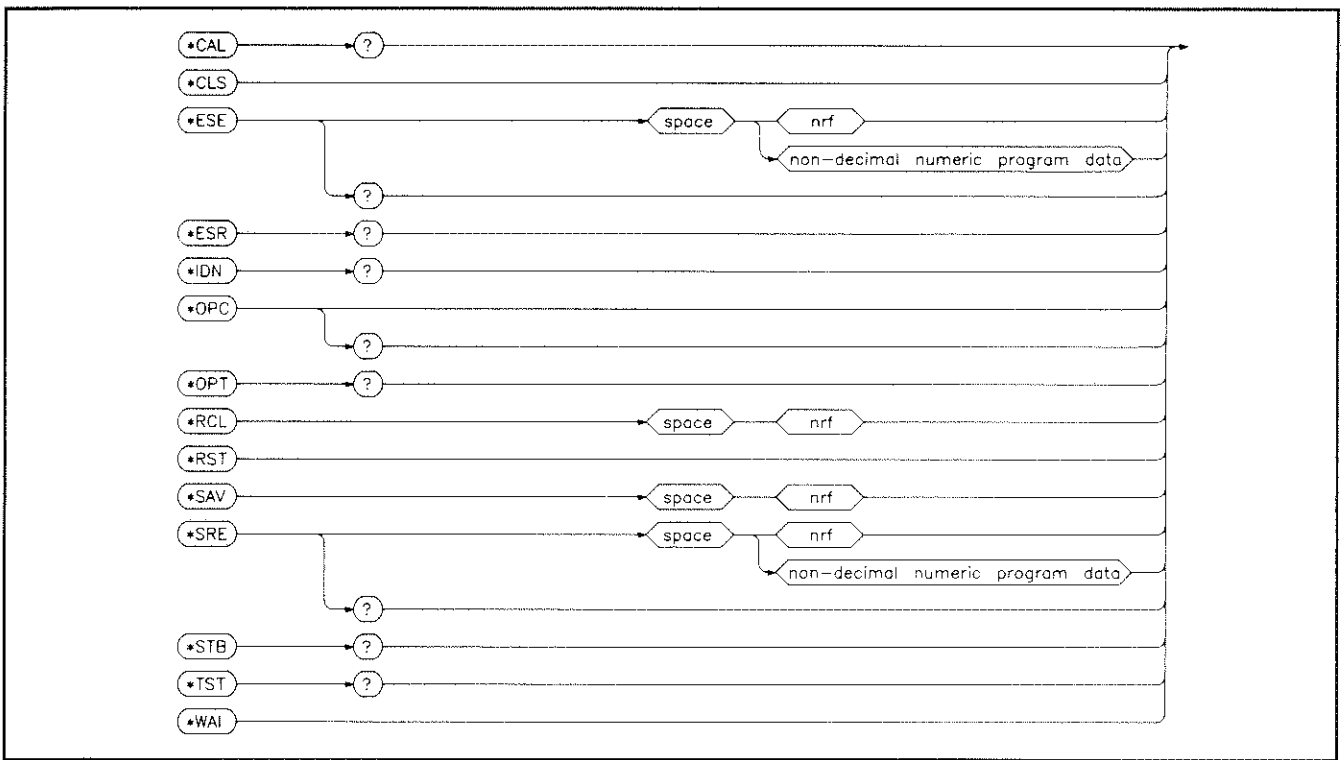 *CAL ?
*CLS
*ESE space nrf
non-decimal numeric program data
?
*ESR ?
*IDN ?
*OPC
?
*OPT ?
*RCL space nrf
*RST
*SAV space nrf
*SRE space nrf
non-decimal numeric program data
?
*STB ?
*TST ?
*WAI